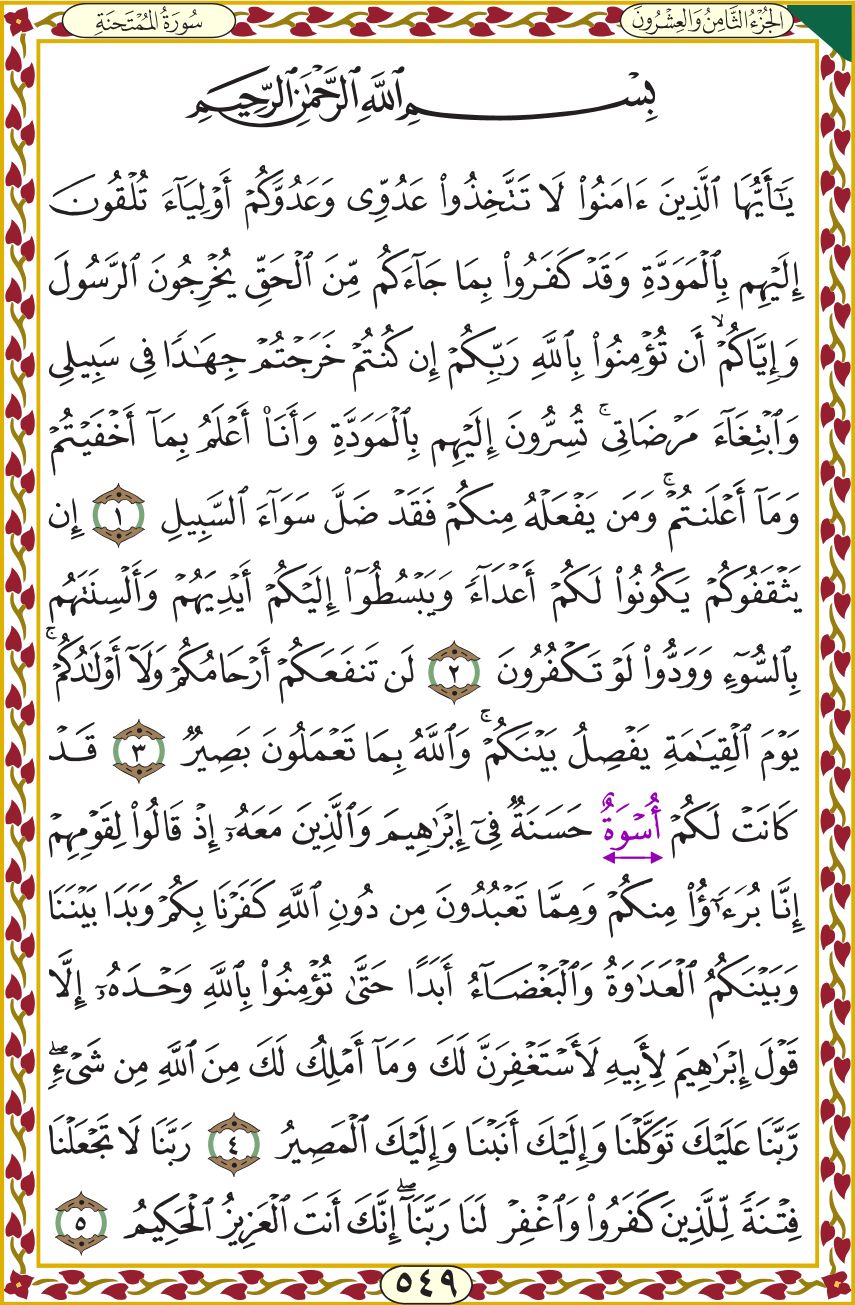 سُورَةُ الْمُمْتَحنَةِ
الجُزْءُ الثَّامِنُ وَالعِشْرُونَ
بِسْمِ ٱللَّهِ ٱلرَّحْمَٰنِ ٱلرَّحِيمِ
يَٰٓأَيُّهَا ٱلَّذِينَ ءَامَنُوا۟ لَا تَتَّخِذُوا۟ عَدُوِّى وَعَدُوَّكُمْ أَوْلِيَآءَ تُلْقُونَ
إِلَيْهِم بِٱلْمَوَدَّةِ وَقَدْ كَفَرُوا۟ بِمَا جَآءَكُم مِّنَ ٱلْحَقِّ يُخْرِجُونَ ٱلرَّسُولَ
وَإِيَّاكُمْ ۙ أَن تُؤْمِنُوا۟ بِٱللَّهِ رَبِّكُمْ إِن كُنتُمْ خَرَجْتُمْ جِهَٰدًا فِى سَبِيلِى
وَٱبْتِغَآءَ مَرْضَاتِى ۚ تُسِرُّونَ إِلَيْهِم بِٱلْمَوَدَّةِ وَأَنَا۠ أَعْلَمُ بِمَآ أَخْفَيْتُمْ
وَمَآ أَعْلَنتُمْ ۚ وَمَن يَفْعَلْهُ مِنكُمْ فَقَدْ ضَلَّ سَوَآءَ ٱلسَّبِيلِ ١ إِن
يَثْقَفُوكُمْ يَكُونُوا۟ لَكُمْ أَعْدَآءً وَيَبْسُطُوٓا۟ إِلَيْكُمْ أَيْدِيَهُمْ وَأَلْسِنَتَهُم
بِٱلسُّوٓءِ وَوَدُّوا۟ لَوْ تَكْفُرُونَ ٢ لَن تَنفَعَكُمْ أَرْحَامُكُمْ وَلَآ أَوْلَٰدُكُمْ ۚ
يَوْمَ ٱلْقِيَٰمَةِ يَفْصِلُ بَيْنَكُمْ ۚ وَٱللَّهُ بِمَا تَعْمَلُونَ بَصِيرٌ ٣ قَدْ
كَانَتْ لَكُمْ أُسْوَةٌ حَسَنَةٌ فِىٓ إِبْرَٰهِيمَ وَٱلَّذِينَ مَعَهُۥٓ إِذْ قَالُوا۟ لِقَوْمِهِمْ
إِنَّا بُرَءَٰٓؤُا۟ مِنكُمْ وَمِمَّا تَعْبُدُونَ مِن دُونِ ٱللَّهِ كَفَرْنَا بِكُمْ وَبَدَا بَيْنَنَا
وَبَيْنَكُمُ ٱلْعَدَٰوَةُ وَٱلْبَغْضَآءُ أَبَدًا حَتَّىٰ تُؤْمِنُوا۟ بِٱللَّهِ وَحْدَهُۥٓ إِلَّا
قَوْلَ إِبْرَٰهِيمَ لِأَبِيهِ لَأَسْتَغْفِرَنَّ لَكَ وَمَآ أَمْلِكُ لَكَ مِنَ ٱللَّهِ مِن شَىْءٍ ۖ
رَّبَّنَا عَلَيْكَ تَوَكَّلْنَا وَإِلَيْكَ أَنَبْنَا وَإِلَيْكَ ٱلْمَصِيرُ ٤ رَبَّنَا لَا تَجْعَلْنَا
فِتْنَةً لِّلَّذِينَ كَفَرُوا۟ وَٱغْفِرْ لَنَا رَبَّنَآ ۖ إِنَّكَ أَنتَ ٱلْعَزِيزُ ٱلْحَكِيمُ ٥
٥٤٩